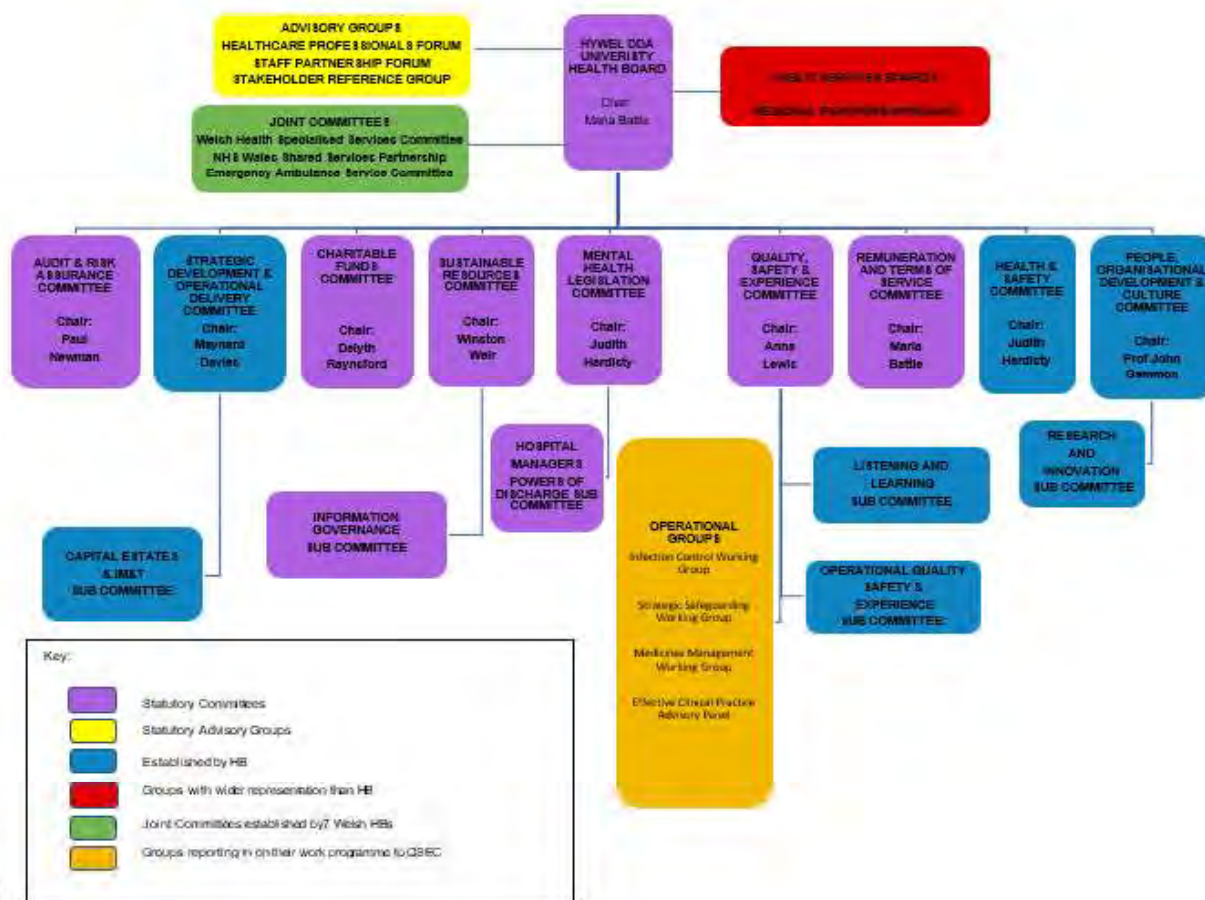 ADVISORY GROUPS
HEALTHCARE PROFESSIONALS FORUM
STAFF PARTNERSHIP FORUM
STAKEHOLDER REFERENCE GROUP
HYWEL DDA
UNIVERISTY
HEALTH BOARD
Chair:
Maria Battle
PUBLIC SERVICES BOARDS
REGIONAL PARTNERSHIP BOARD
JOINT COMMITTEES
Welsh Health Specialised Services Committee
NHS Wales Shared Services Partnership
Emergency Ambulance Service Committee
AUDIT & RISK
ASSURANCE
COMMITTEE
Chair:
Paul
Newman
STRATEGIC
DEVELOPMENT &
OPERATIONAL
DELIVERY
COMMITTEE
Chair:
Maynard
Davies
CHARITABLE
FUNDS
COMMITTEE
Chair:
Delyth
Raynsford
SUSTAINABLE
RESOURCES
COMMITTEE
Chair:
Winston
Weir
MENTAL
HEALTH
LEGISLATION
COMMITTEE
Chair:
Judith
Hardisty
QUALITY,
SAFETY &
EXPERIENCE
COMMITTEE
Chair:
Anna
Lewis
REMUNERATION
AND TERMS OF
SERVICE
COMMITTEE
Chair:
Maria
Battle
HEALTH &
SAFETY
COMMITTEE
Chair:
Judith
Hardisty
PEOPLE,
ORGANISATIONAL
DEVELOPMENT &
CULTURE COMMITTEE
Chair:
Prof John
Gammon
HOSPITAL
MANAGERS
POWERS OF
DISCHARGE SUB
COMMITTEE
LISTENING AND
LEARNING
SUB COMMITTEE
RESEARCH
AND
INNOVATION
SUB COMMITTEE
INFORMATION
GOVERNANCE
SUB COMMITTEE
CAPITAL ESTATES
& IM&T
SUB COMMITTEE
OPERATIONAL
GROUPS
Infection Control Working
Group
Strategic Safeguarding
Working Group
Medicines Management
Working Group
Effective Clinical Practice
Advisory Panel
OPERATIONAL QUALITY
SAFETY &
EXPERIENCE
SUB COMMITTEE
Key:
Statutory Committees
Statutory Advisory Groups
Established by HB
Groups with wider representation than HB
Joint Committees established by7 Welsh HBs
Groups reporting in on their work programme to QSEC